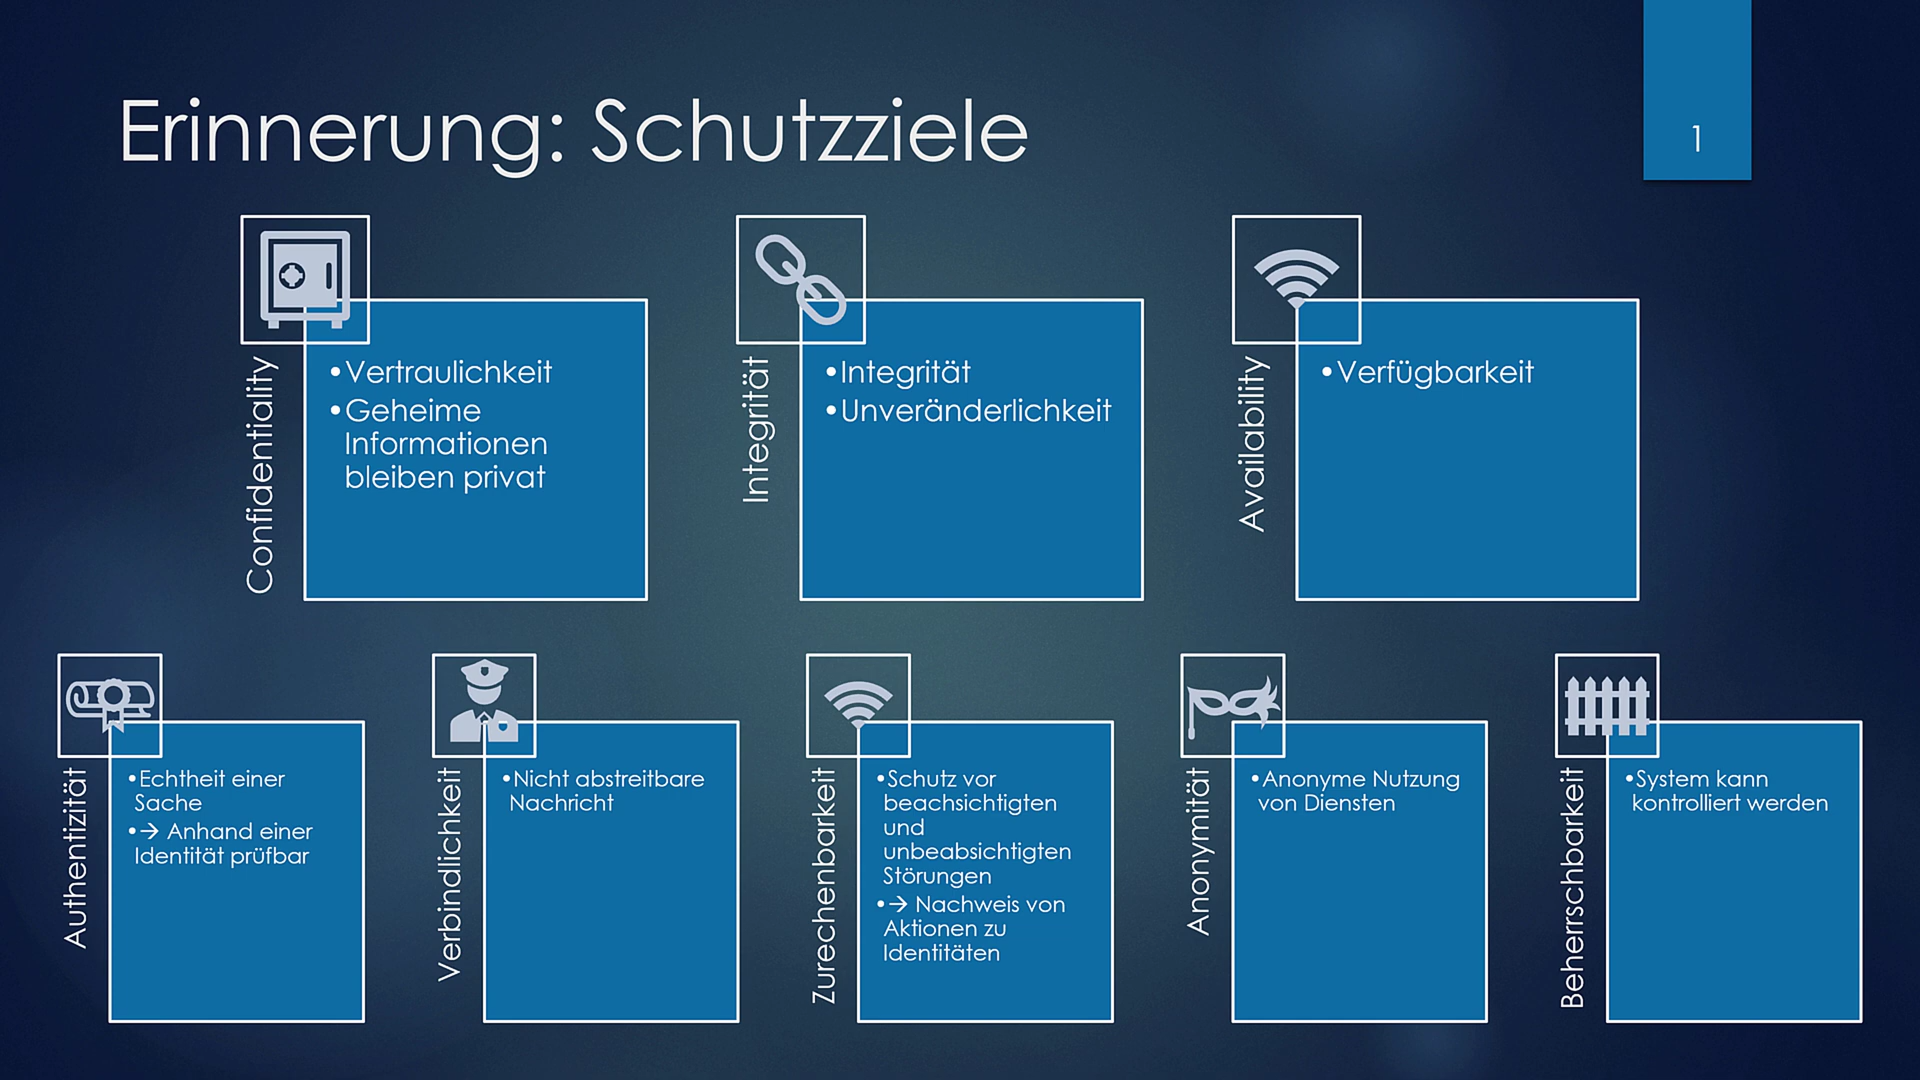 Erinnerung: Schutzziele
1
Confidentiality
•Vertraulichkeit
•Geheime
Informationen
bleiben privat
Integrität
•Integrität
•Unveränderlichkeit
Availability
•Verfügbarkeit
Authentizität
•Echtheit einer
Sache
•→ Anhand einer
Identität prüfbar
Verbindlichkeit
•Nicht abstreitbare
Nachricht
Zurechenbarkeit
•Schutz vor
beachsichtigten
und
unbeabsichtigten
Störungen
•→ Nachweis von
Aktionen zu
Identitäten
Anonymität
•Anonyme Nutzung
von Diensten
Beherrschbarkeit
•System kann
kontrolliert werden